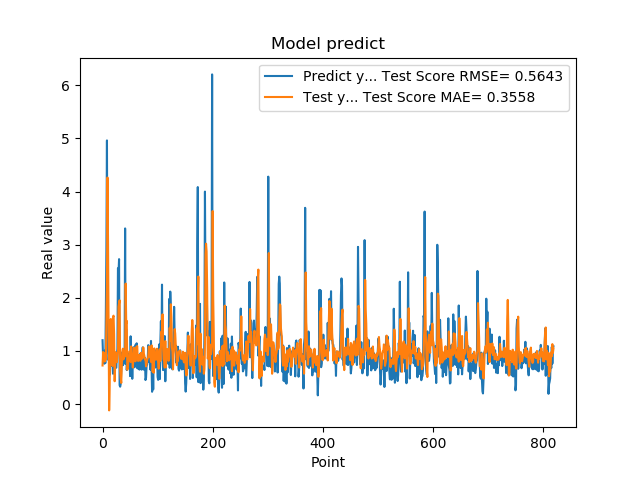 Model predict
Predict y... Test Score RMSE= 0.5643
Test y... Test Score MAE= 0.3558
Real value
6
5
4
3
2
1
0
0 200 400 600 800
Point